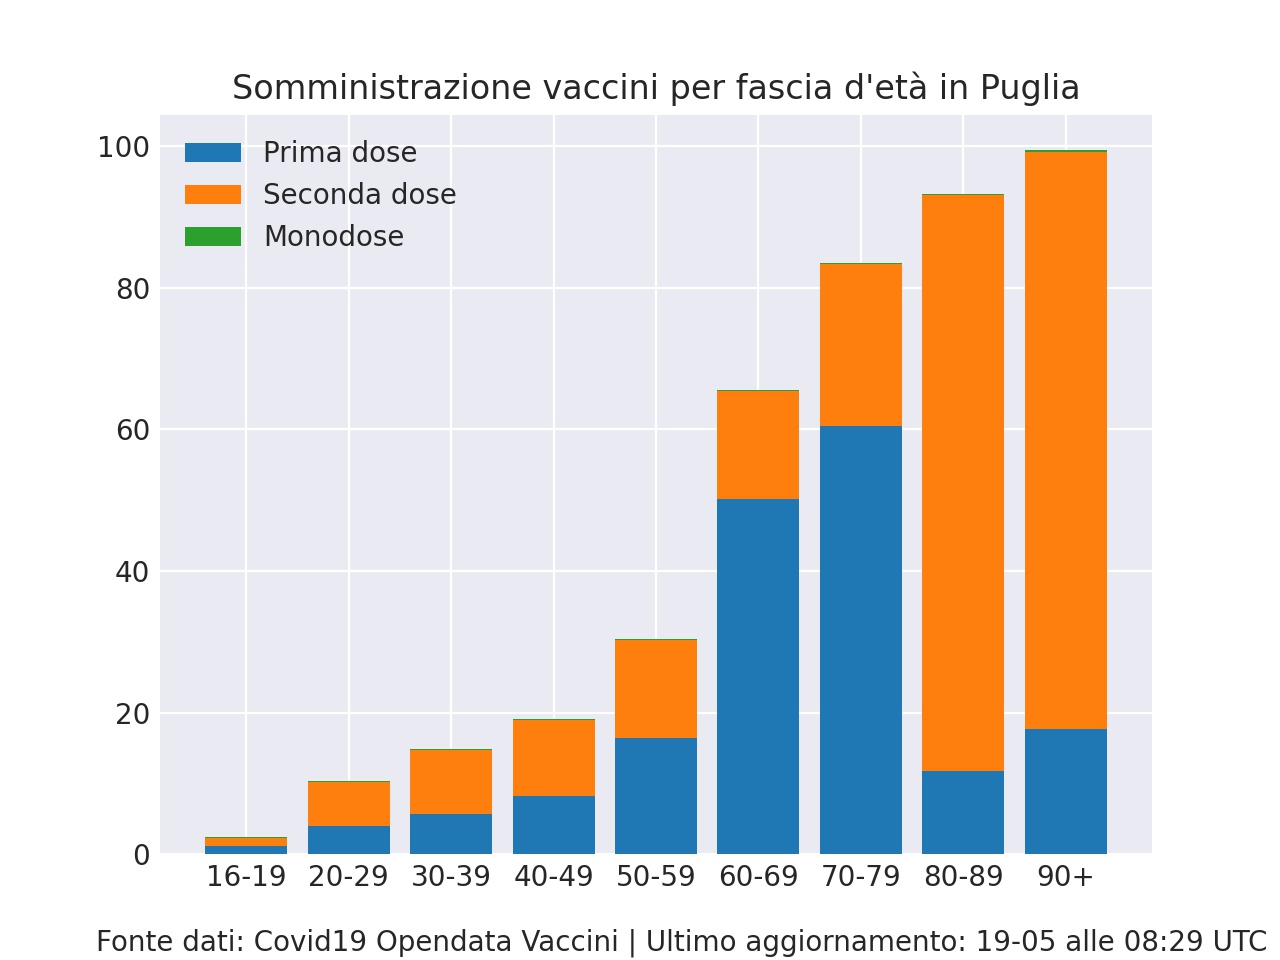 Somministrazione vaccini per fascia d'età in Puglia
Prima dose
Seconda dose
Monodose
100
80
60
40
20
0
16-19 20-29 30-39 40-49 50-59 60-69 70-79 80-89 90+
Fonte dati: Covid19 Opendata Vaccini | Ultimo aggiornamento: 19-05 alle 08:29 UTC